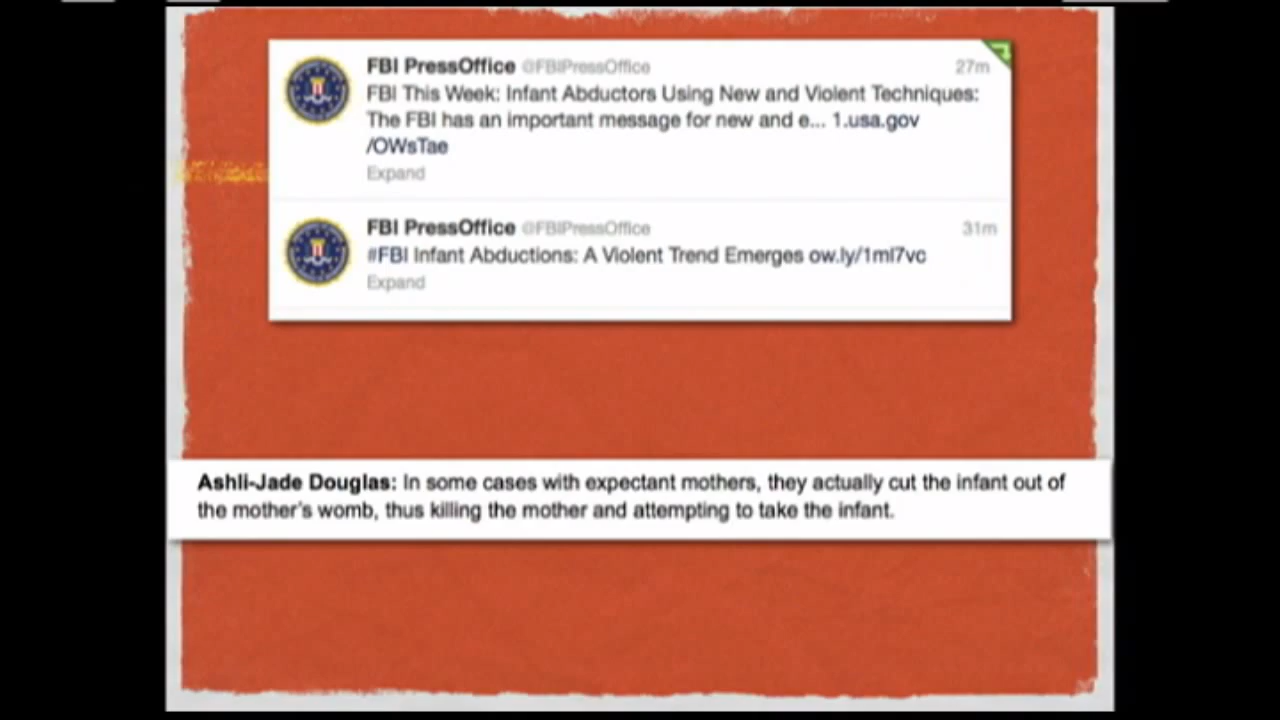 FBI PressOffice @FBIPressOffice 27m
FBI This Week: Infant Abductors Using New and Violent Techniques:
The FBI has an important message for new and e... 1.usa.gov
/OWsTae
Expand
FBI PressOffice @FBIPressOffice 31m
#FBI Infant Abductions: A Violent Trend Emerges ow.ly/1ml7vc
Expand
Ashli-Jade Douglas: In some cases with expectant mothers, they actually cut the infant out of
the mother's womb, thus killing the mother and attempting to take the infant.